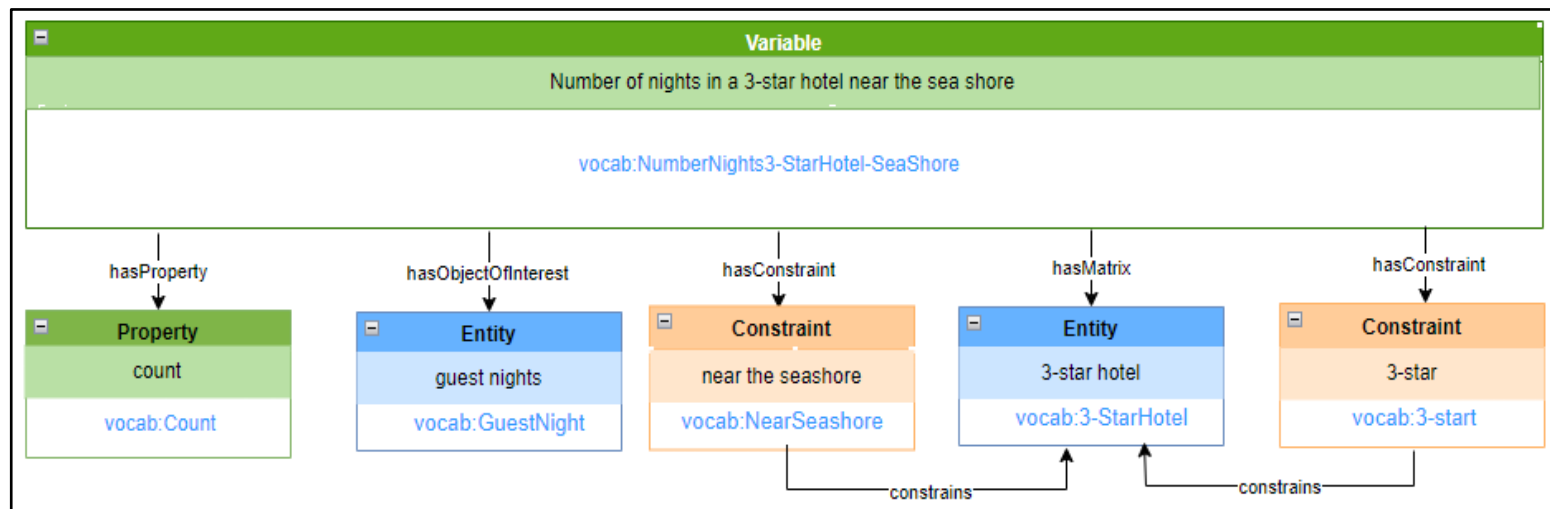 Variable
Number of nights in a 3-star hotel near the sea shore
vocab:NumberNights3-StarHotel-SeaShore
hasProperty
hasObjectOfInterest
hasConstraint
hasMatrix
hasConstraint
Property
count
vocab:Count
Entity
guest nights
vocab:GuestNight
Constraint
near the seashore
vocab:NearSeashore
Entity
3-star hotel
vocab:3-StarHotel
Constraint
3-star
vocab:3-start
constrains
constrains